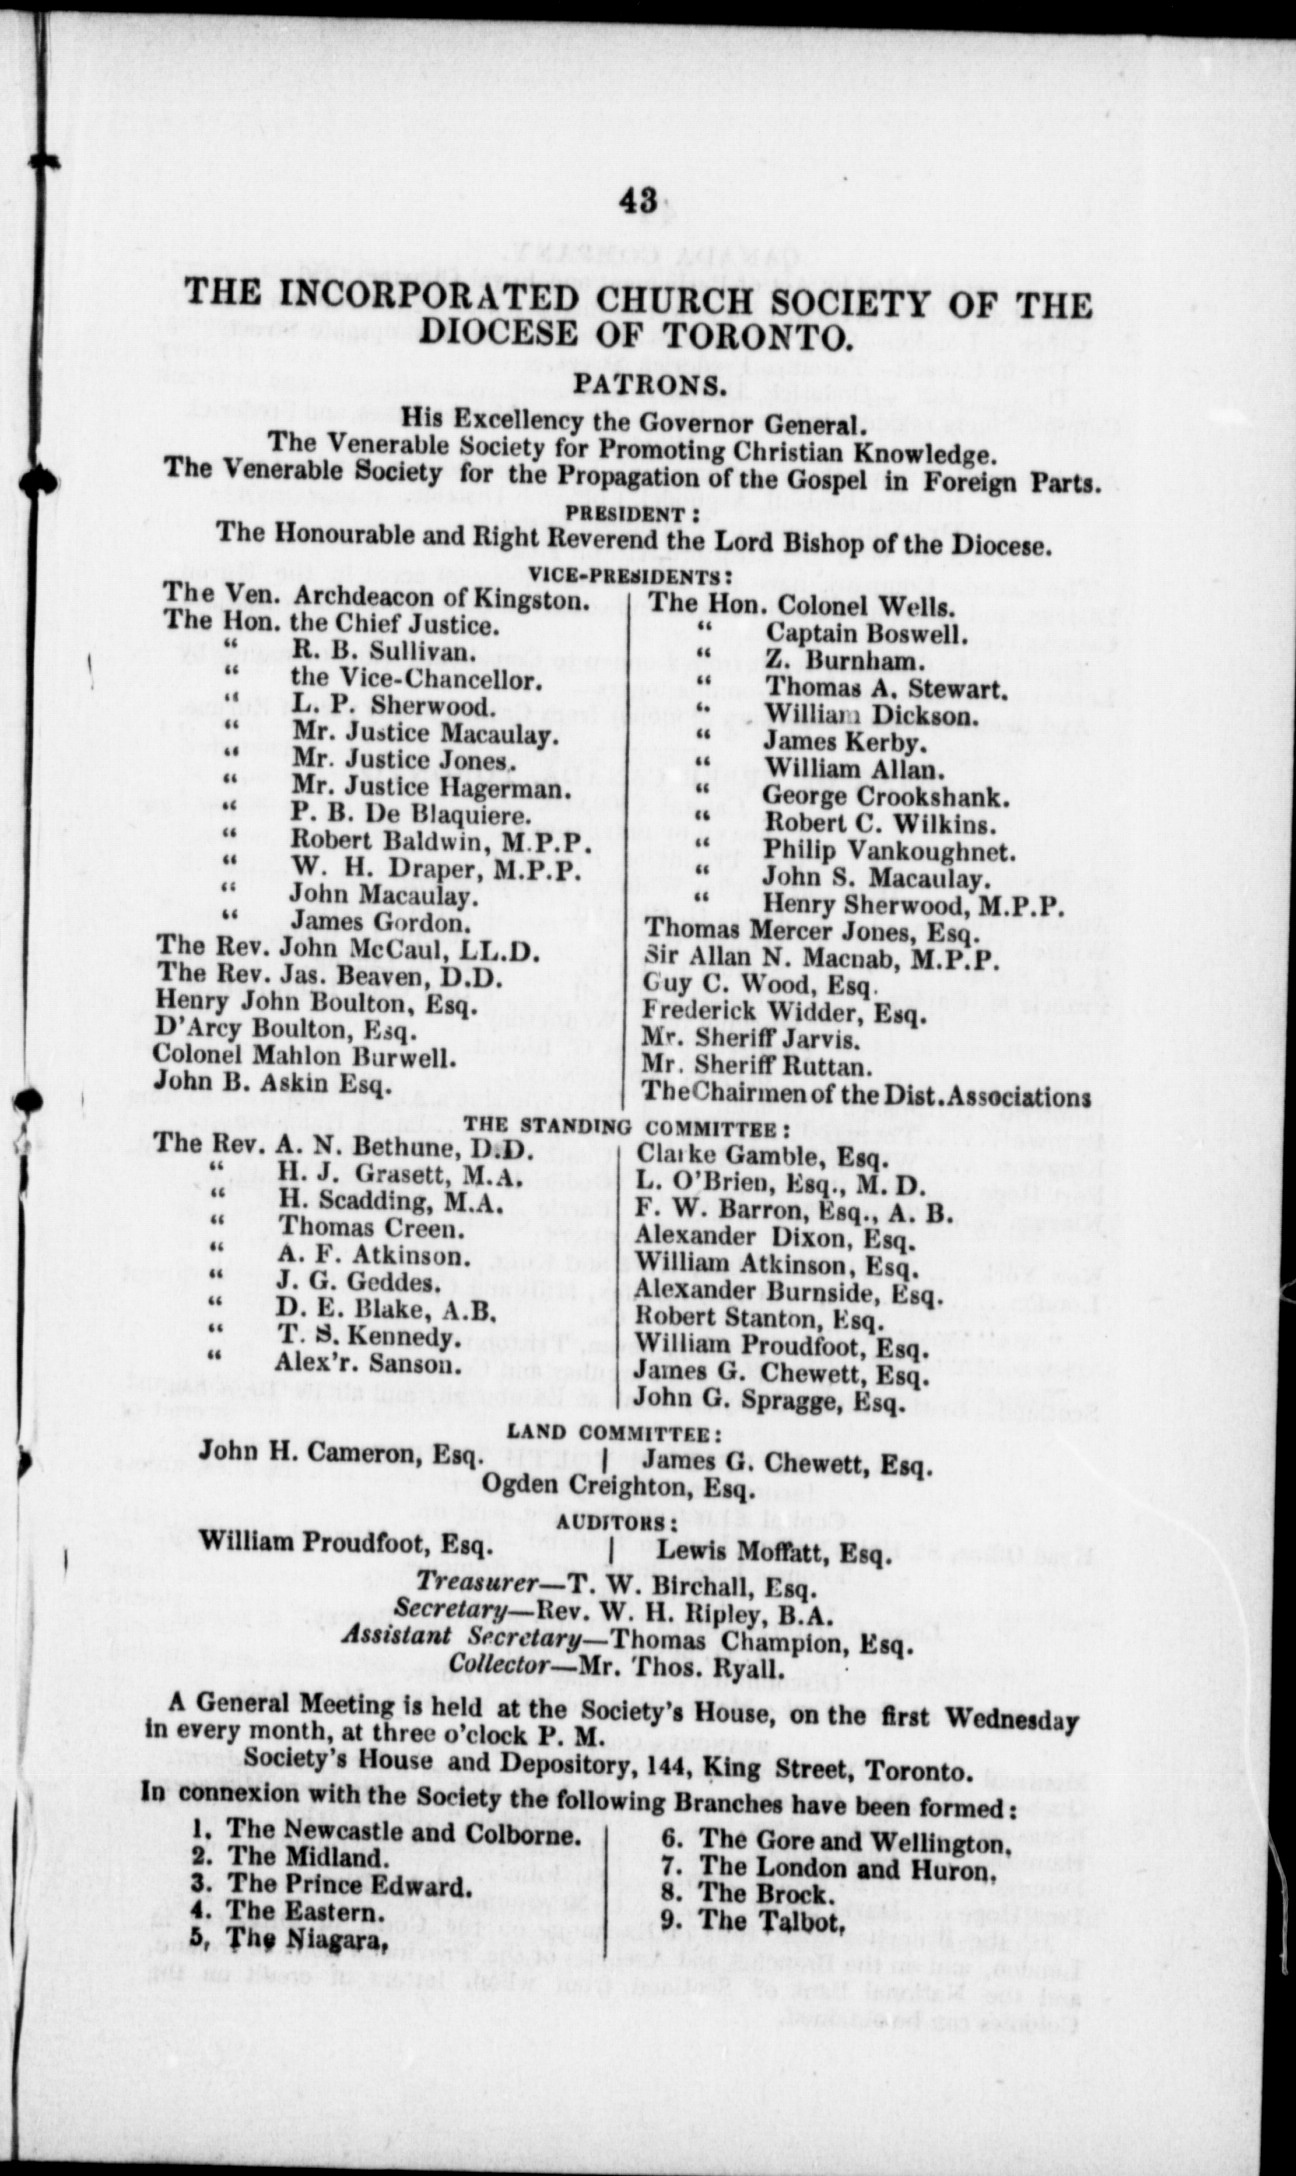 43
THE INCORPORATED CHURCH SOCIETY OF THE
DIOCESE OF TORONTO.
PATRONS.
His Excellency the Governor General.
The Venerable Society for Promoting Christian Knowledge.
The Venerable Society for the Propagation of the Gospel in Foreign Parts.
PRESIDENT:
The Honourable and Right Reverend the Lord Bishop of the Diocese.
VICE-PRESIDENTS:
The Ven. Archdeacon of Kingston.
The Hon. the Chief Justice.
" R. B. Sullivan.
" the Vice-Chancellor.
" L. P. Sherwood.
" Mr. Justice Macaulay.
" Mr. Justice Jones.
" Mr. Justice Hagerman.
" P. B. De Blaquiere.
" Robert Baldwin, M.P.P.
" W. H. Draper, M.P.P.
" John Macaulay.
" James Gordon.
The Rev. John McCaul, LL.D.
The Rev. Jas. Beaven, D.D.
Henry John Boulton, Esq.
D'Arcy Boulton, Esq.
Colonel Mahlon Burwell.
John B. Askin Esq.
The Hon. Colonel Wells.
" Captain Boswell.
" Z. Burnham.
" Thomas A. Stewart.
" William Dickson.
" James Kerby.
" William Allan.
" George Crookshank.
" Robert C. Wilkins.
" Philip Vankoughnet.
" John S. Macaulay.
" Henry Sherwood, M.P.P.
Thomas Mercer Jones, Esq.
Sir Allan N. Macnab, M.P.P.
Guy C. Wood, Esq.
Frederick Widder, Esq.
Mr. Sheriff Jarvis.
Mr. Sheriff Ruttan.
The Chairmen of the Dist. Associations
THE STANDING COMMITTEE:
The Rev. A. N. Bethune, D.D.
" H. J. Grasett, M.A.
" H. Scadding, M.A.
" Thomas Creen.
" A. F. Atkinson.
" J. G. Geddes.
" D. E. Blake, A.B.
" T. S. Kennedy.
" Alex'r. Sanson.
Clarke Gamble, Esq.
L. O'Brien, Esq., M. D.
F. W. Barron, Esq., A. B.
Alexander Dixon, Esq.
William Atkinson, Esq.
Alexander Burnside, Esq.
Robert Stanton, Esq.
William Proudfoot, Esq.
James G. Chewett, Esq.
John G. Spragge, Esq.
LAND COMMITTEE:
John H. Cameron, Esq. | James G. Chewett, Esq.
Ogden Creighton, Esq.
AUDITORS:
William Proudfoot, Esq. | Lewis Moffatt, Esq.
Treasurer—T. W. Birchall, Esq.
Secretary—Rev. W. H. Ripley, B.A.
Assistant Secretary—Thomas Champion, Esq.
Collector—Mr. Thos. Ryall.
A General Meeting is held at the Society's House, on the first Wednesday
in every month, at three o'clock P. M.
Society's House and Depository, 144, King Street, Toronto.
In connexion with the Society the following Branches have been formed:
1. The Newcastle and Colborne.
2. The Midland.
3. The Prince Edward.
4. The Eastern.
5, The Niagara,
6. The Gore and Wellington.
7. The London and Huron.
8. The Brock.
9. The Talbot,